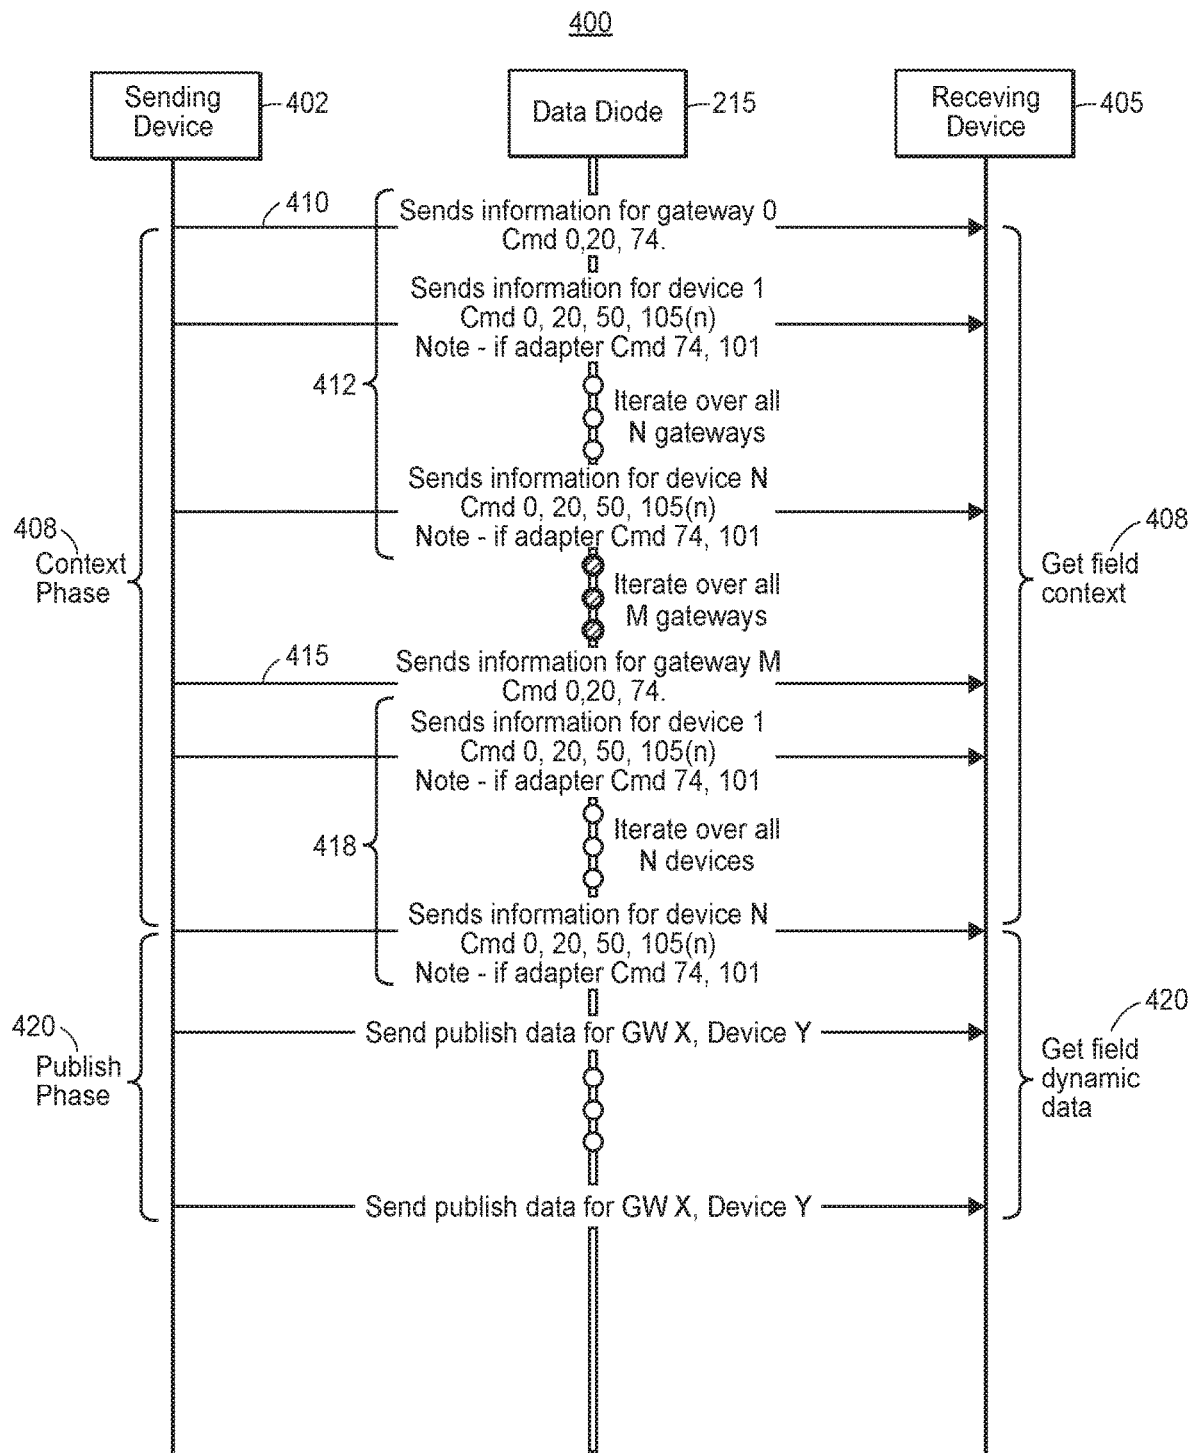 400
Sending
Device
402
Data Diode
215
Receving
Device
405
410
Sends information for gateway 0
Cmd 0,20, 74.
Sends information for device 1
Cmd 0, 20, 50, 105(n)
Note - if adapter Cmd 74, 101
412
Iterate over all
N gateways
Sends information for device N
Cmd 0, 20, 50, 105(n)
Note - if adapter Cmd 74, 101
408
Context
Phase
408
Get field
context
Iterate over all
M gateways
415
Sends information for gateway M
Cmd 0,20, 74.
Sends information for device 1
Cmd 0, 20, 50, 105(n)
Note - if adapter Cmd 74, 101
418
Iterate over all
N devices
Sends information for device N
Cmd 0, 20, 50, 105(n)
Note - if adapter Cmd 74, 101
420
Publish
Phase
Send publish data for GW X, Device Y
420
Get field
dynamic
data
Send publish data for GW X, Device Y